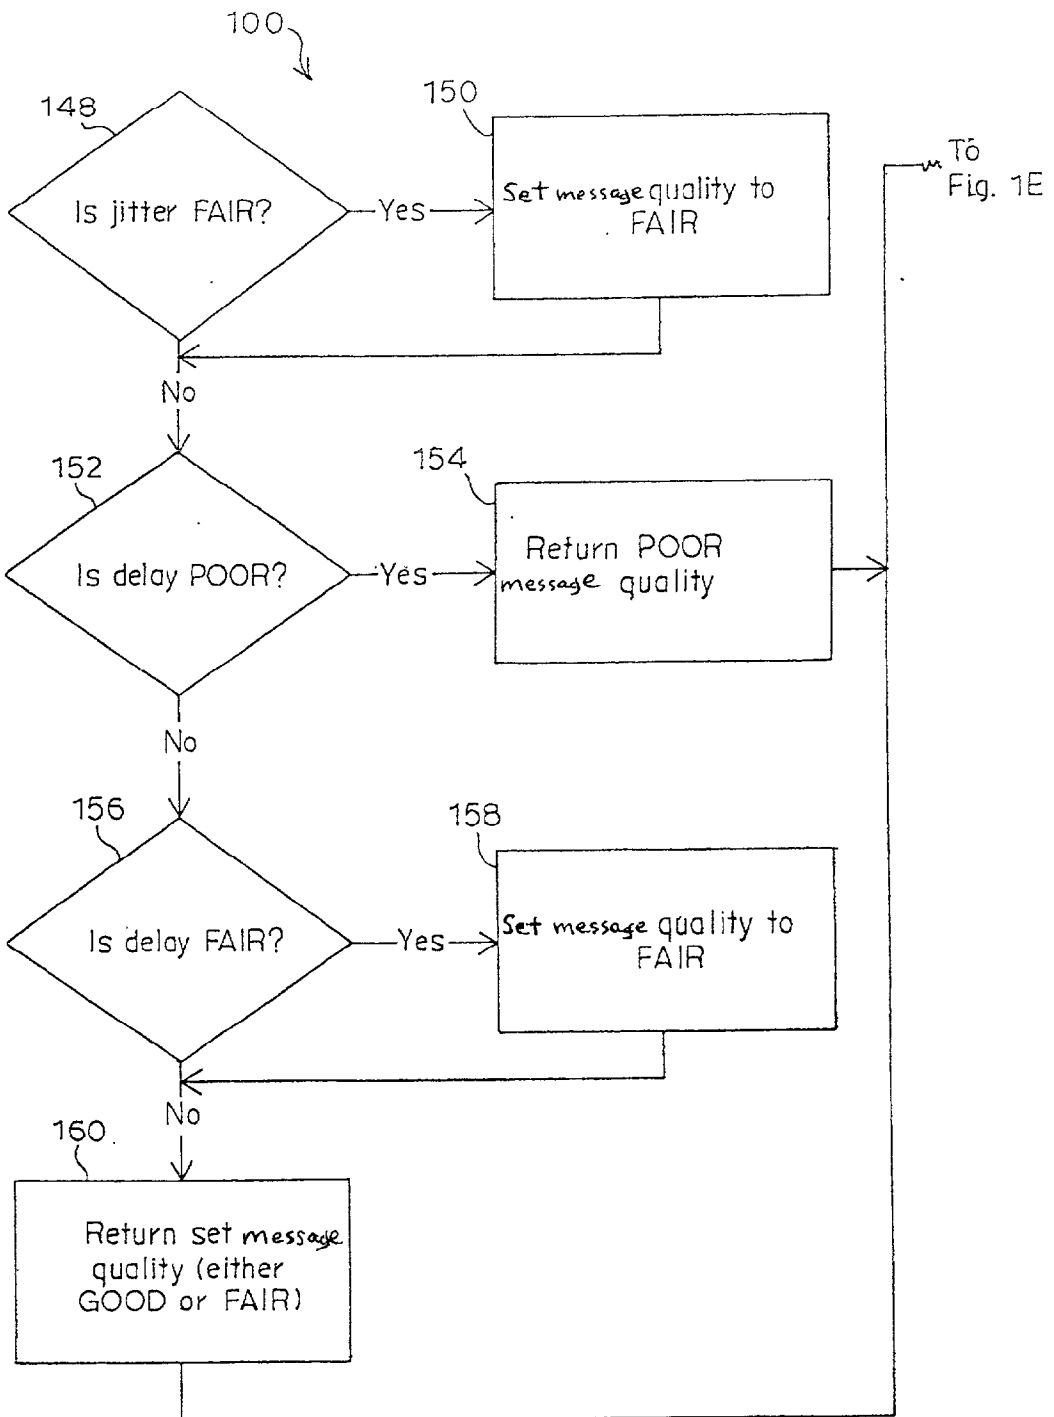 100
148
Is jitter FAIR?
Yes
150
Set message quality to
FAIR
To
Fig. 1E
No
152
Is delay POOR?
Yes
154
Return POOR
message quality
No
156
Is delay FAIR?
Yes
158
Set message quality to
FAIR
No
160
Return set message
quality (either
GOOD or FAIR)